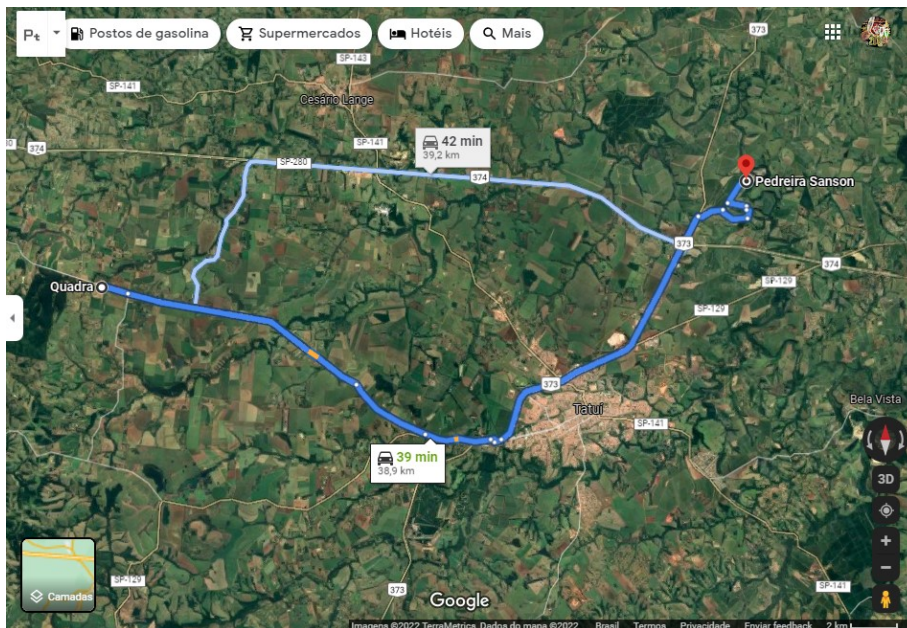 Postos de gasolina
Supermercados
Hotéis
Mais
373
SP-141
SP-143
Cesário Lange
SP-141
374
SP-280
42 min
39,2 km
374
Pedreira Sanson
373
374
Quadra
SP-129
SP-129
373
Tatuí
Bela Vista
SP-141
39 min
38,9 km
3D
Camadas
SP-129
373
SP-141
Google
Imagens ©2022 TerraMetrics, Dados do mapa ©2022 Brasil Termos Privacidade Enviar feedback 2 km